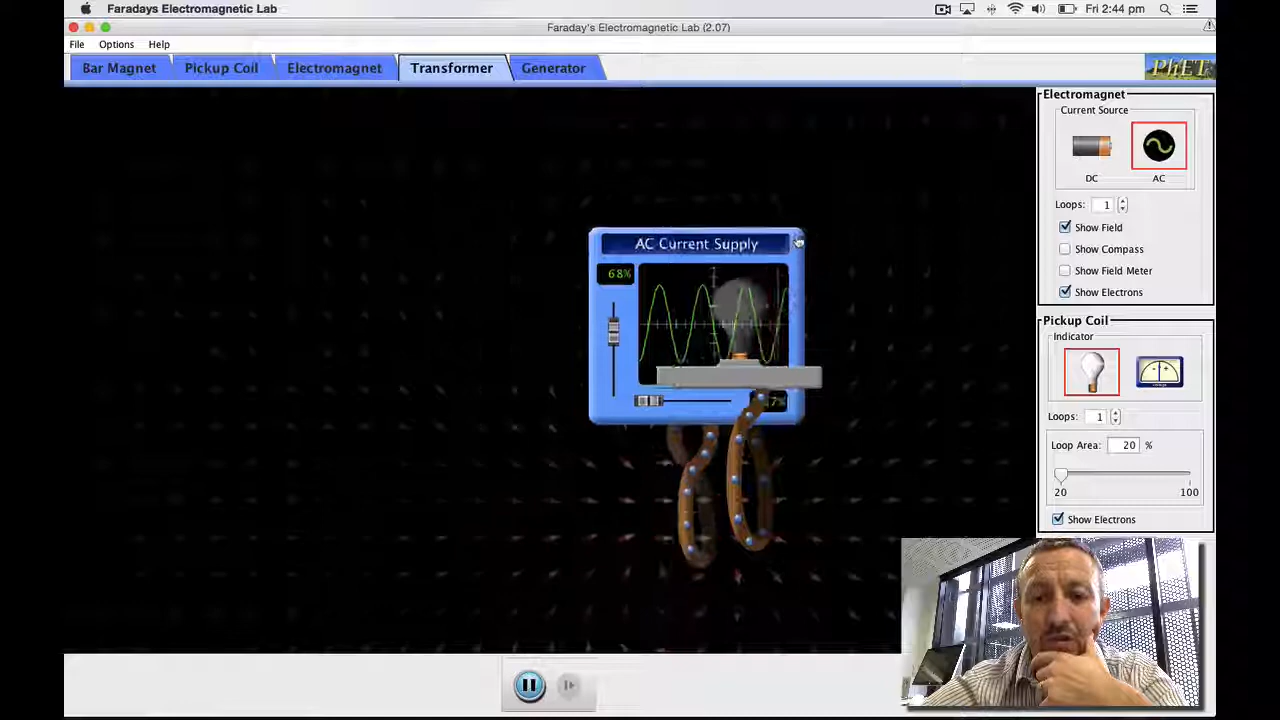 Faradays Electromagnetic Lab
Fri 2:44 pm
Faraday's Electromagnetic Lab (2.07)
File Options Help
Bar Magnet Pickup Coil Electromagnet Transformer Generator
PhET
Electromagnet
Current Source
DC AC
Loops: 1
Show Field
Show Compass
Show Field Meter
Show Electrons
AC Current Supply
68%
Pickup Coil
Indicator
Loops: 1
Loop Area: 20 %
20 100
Show Electrons